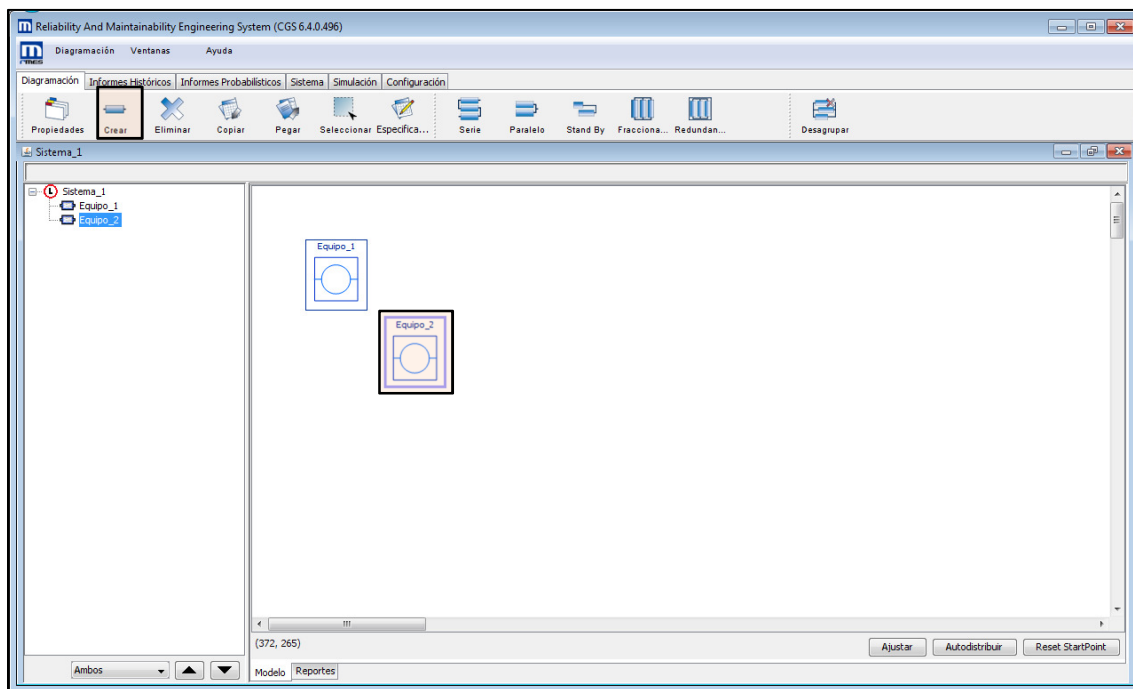 Reliability And Maintainability Engineering System (CGS 6.4.0.496)
rmes Diagramación Ventanas Ayuda
Diagramación Informes Históricos Informes Probabilísticos Sistema Simulación Configuración
Propiedades Crear Eliminar Copiar Pegar Seleccionar Especifica... Serie Paralelo Stand By Fracciona... Redundan... Desagrupar
Sistema_1
Sistema_1
Equipo_1
Equipo_2
Equipo_1
Equipo_2
(372, 265)
Ajustar Autodistribuir Reset StartPoint
Ambos
Modelo Reportes